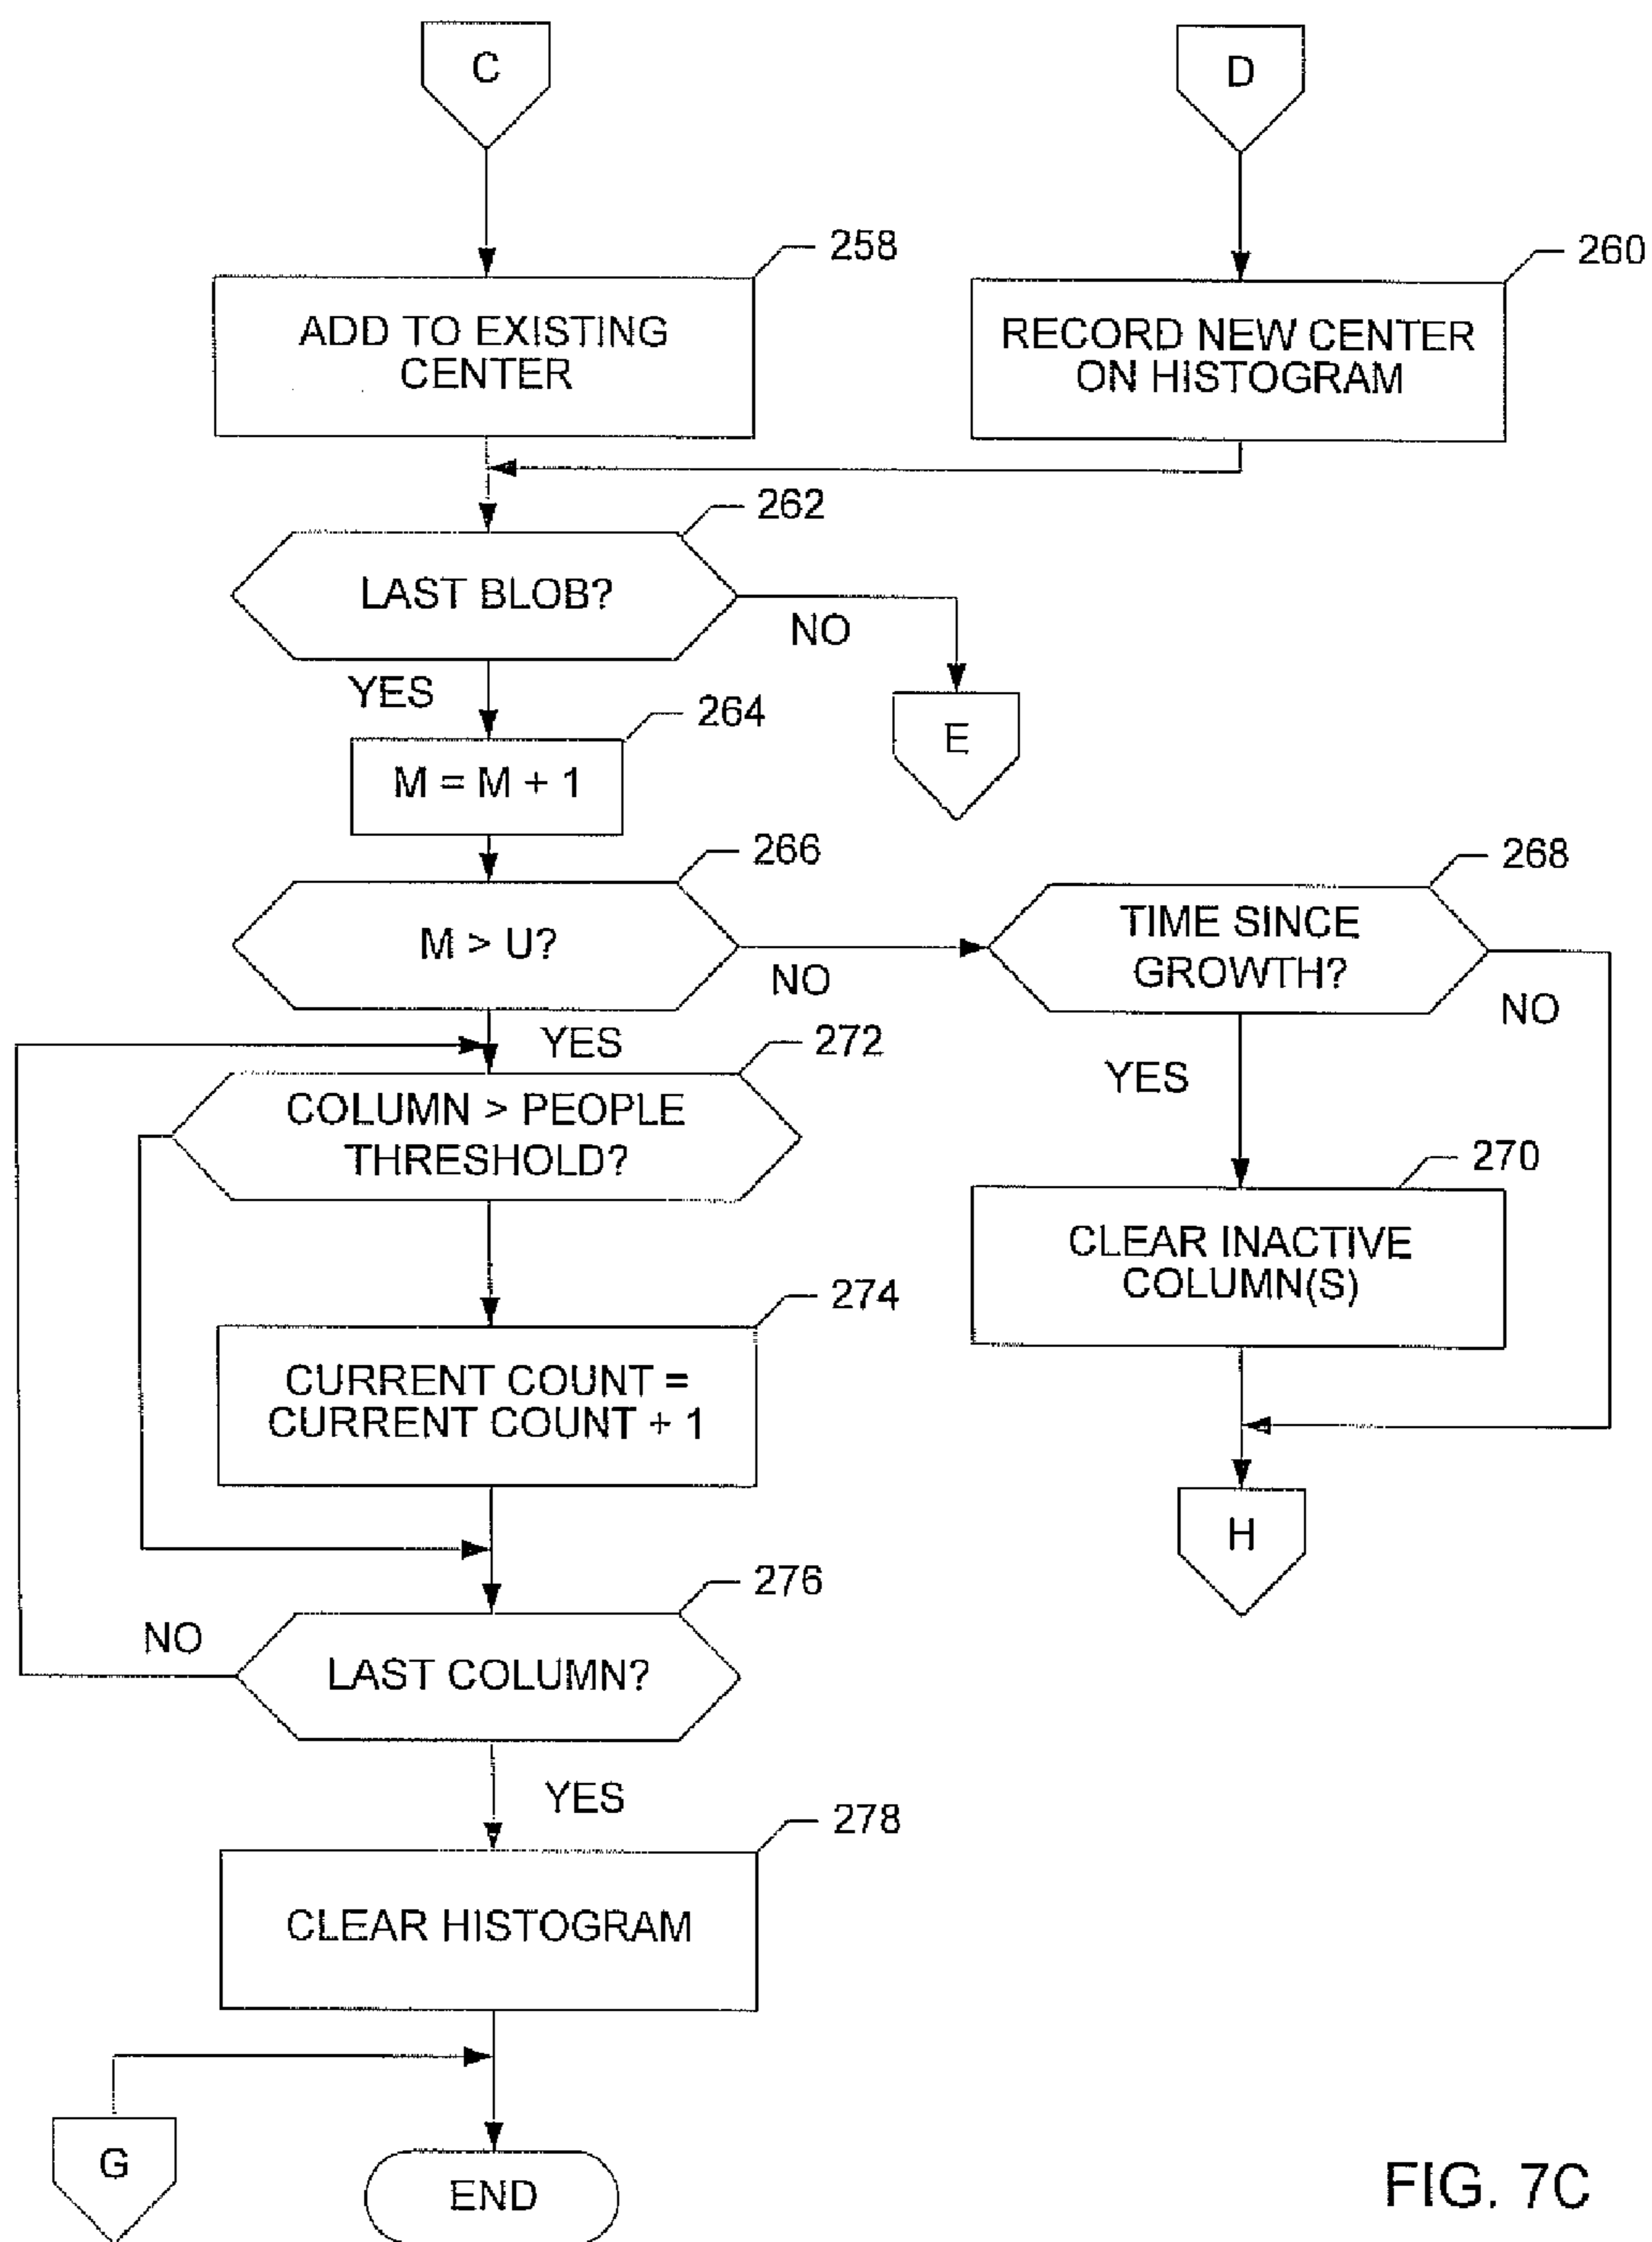 C
D
258
260
ADD TO EXISTING
CENTER
RECORD NEW CENTER
ON HISTOGRAM
262
LAST BLOB?
NO
YES
E
264
M = M + 1
266
268
M > U?
NO
TIME SINCE
GROWTH?
NO
YES
YES
272
COLUMN > PEOPLE
THRESHOLD?
270
CLEAR INACTIVE
COLUMN(S)
274
CURRENT COUNT =
CURRENT COUNT + 1
H
276
NO
LAST COLUMN?
YES
278
CLEAR HISTOGRAM
G
END
FIG. 7C